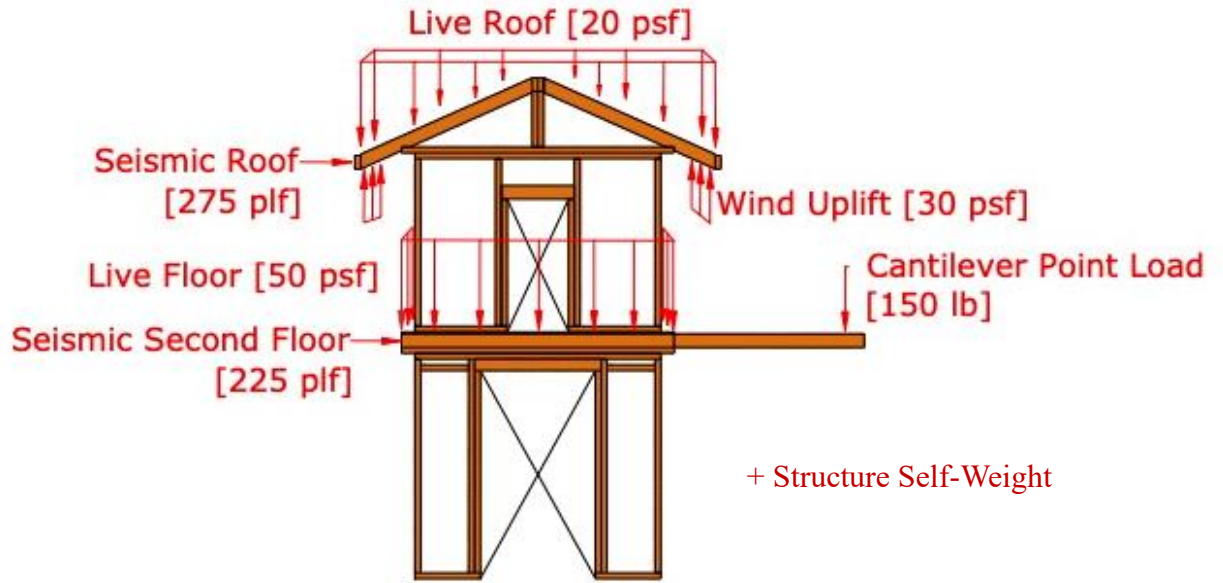 Live Roof [20 psf]
Seismic Roof
[275 plf]
Wind Uplift [30 psf]
Live Floor [50 psf]
Cantilever Point Load
[150 lb]
Seismic Second Floor
[225 plf]
+ Structure Self-Weight